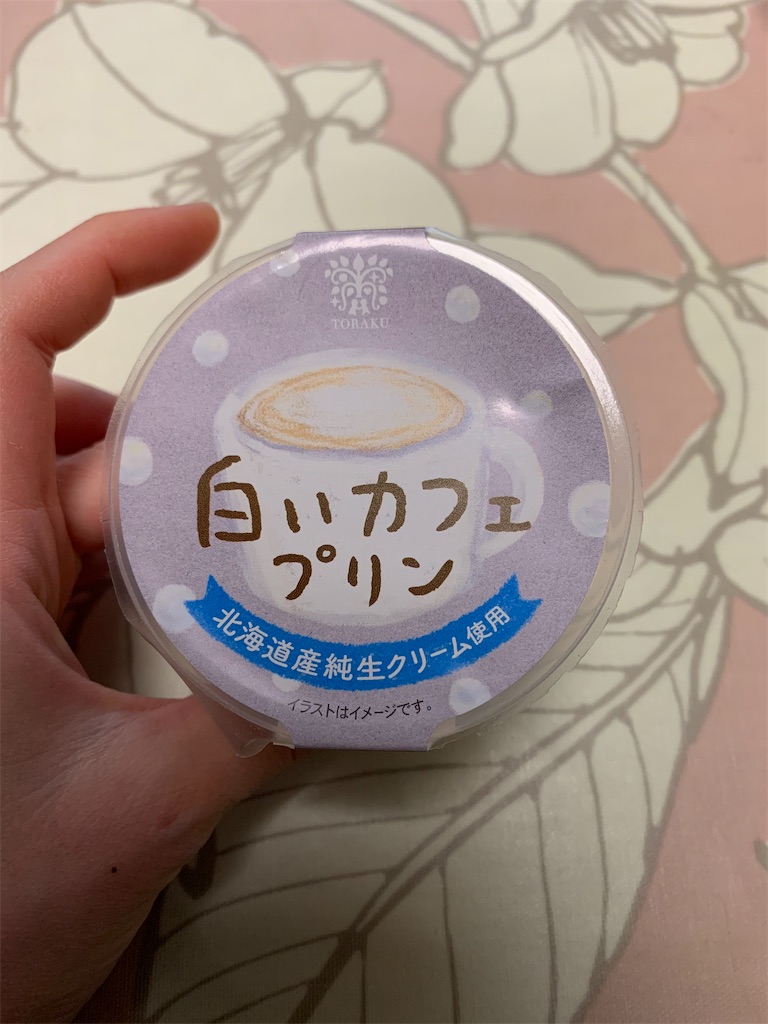 TORAKU
白いカフェ
プリン
北海道産純生クリーム使用
イラストはイメージです。